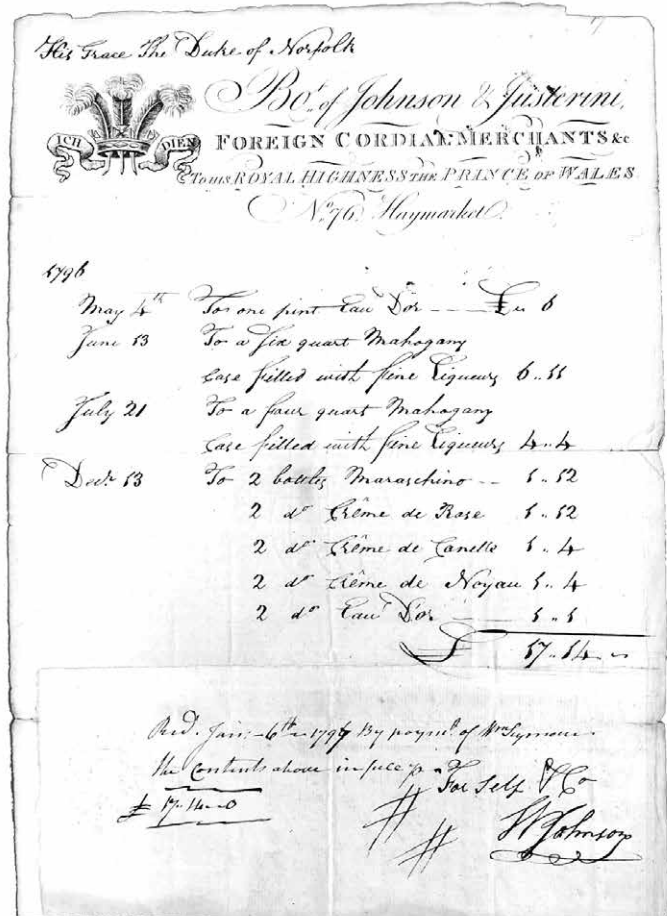 His Grace The Duke of Norfolk
Bot. of Johnson & Justerini,
ICH DIEN
FOREIGN CORDIAL MERCHANTS &c
To HIS ROYAL HIGHNESS THE PRINCE OF WALES
No. 76 Haymarket
1796
May 4th To one pint Eau D'or £ " 6
June 13 To a six quart Mahogany
Case filled with fine Liqueurs 6 " 11
July 21 To a four quart Mahogany
Case filled with fine Liqueurs 4 " 4
Decr. 13 To 2 bottles Maraschino 1 " 12
2 do Crême de Rose 1 " 12
2 do Crême de Canelle 1 " 4
2 do Crême de Noyau 1 " 4
2 do Eau D'or 1 " 1
£ 17 " 14 "
Recd. Jany. 6th 1797 By paymt. of Wm Seymour
the Contents above in full
For Self & Co
£ 17-14-0
Johnson